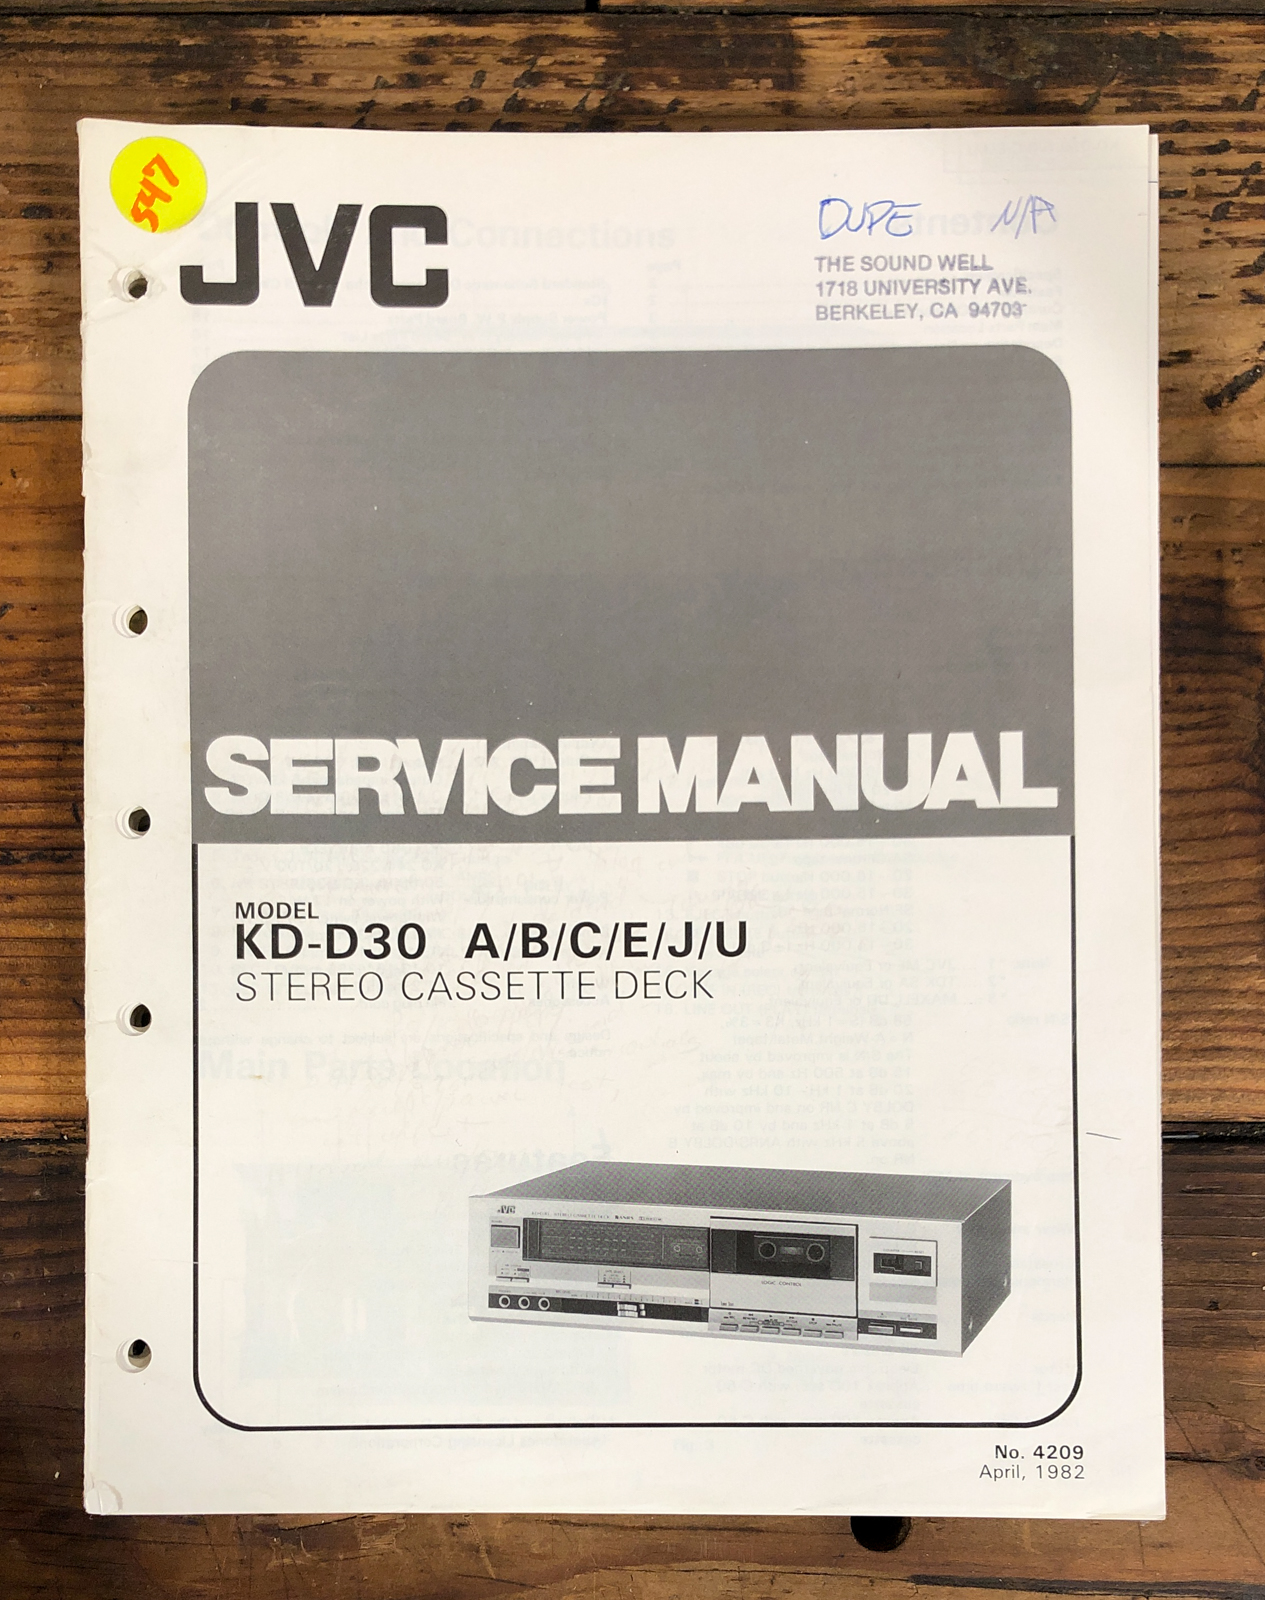 547
JVC
DUPE N/A
THE SOUND WELL
1718 UNIVERSITY AVE.
BERKELEY, CA 94703
SERVICE MANUAL
MODEL
KD-D30 A/B/C/E/J/U
STEREO CASSETTE DECK
JVC
LOGIC CONTROL
No. 4209
April, 1982